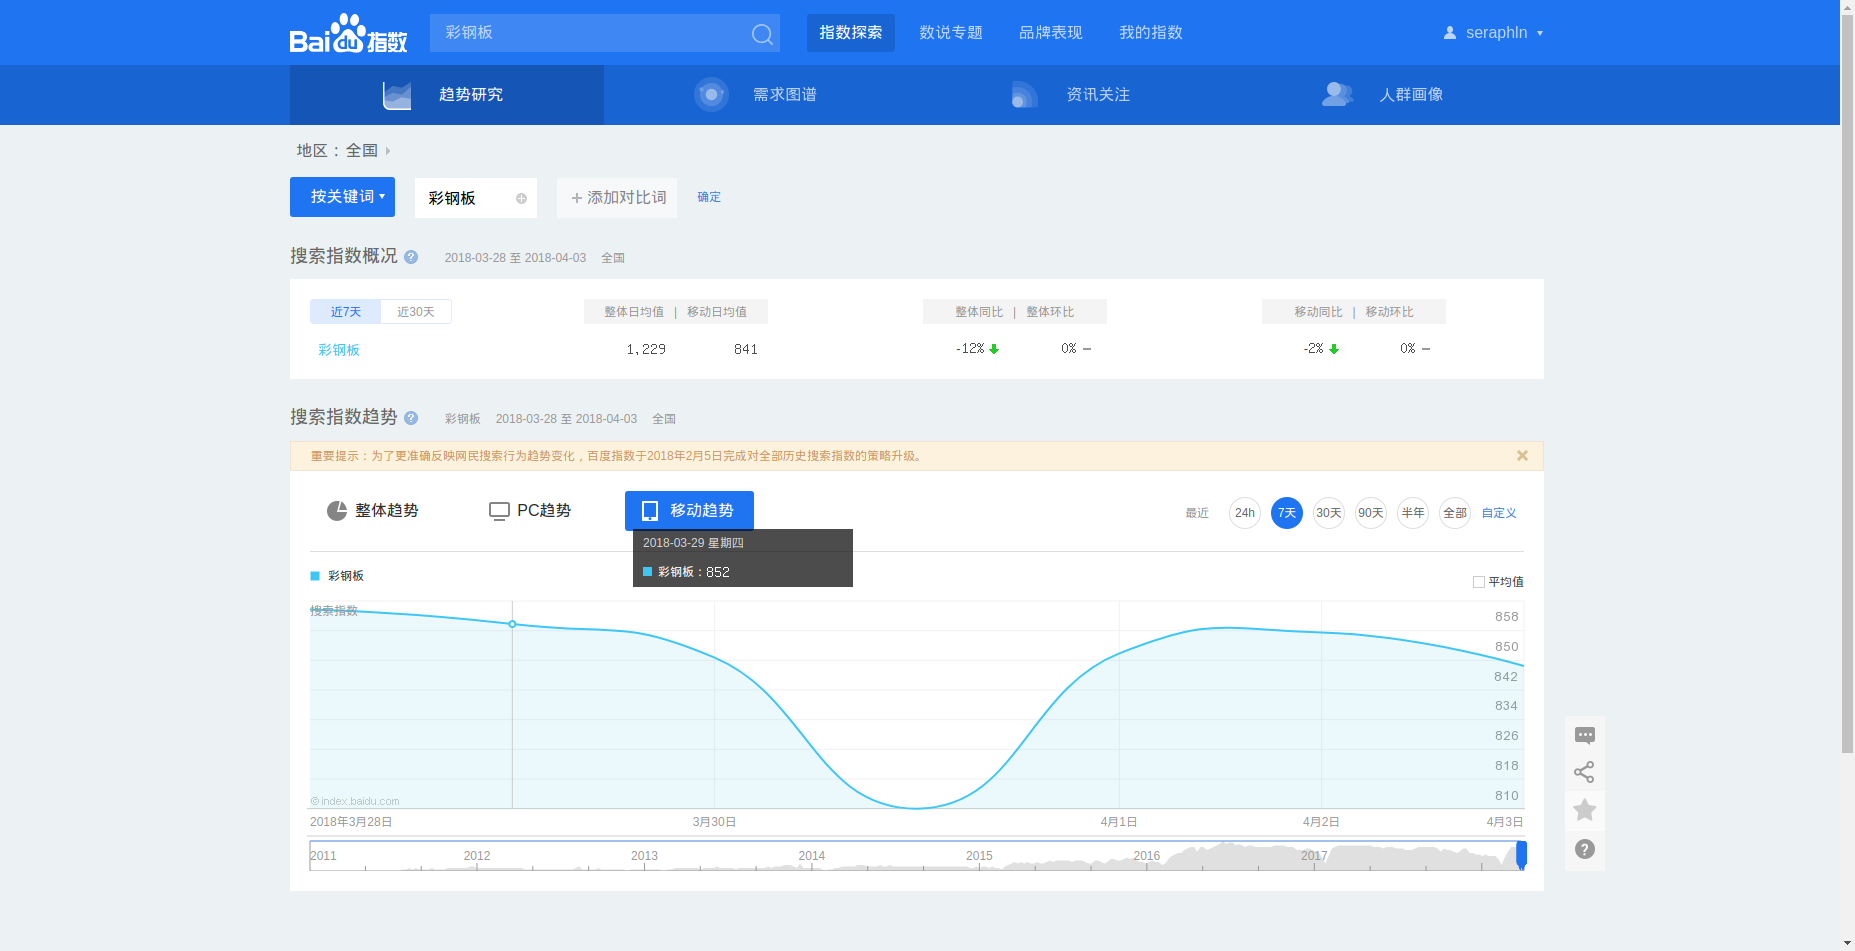 Bai du 指数
彩钢板
指数探索 数说专题 品牌表现 我的指数
seraphln
趋势研究 需求图谱 资讯关注 人群画像
地区：全国
按关键词 彩钢板 + 添加对比词 确定
搜索指数概况 ? 2018-03-28 至 2018-04-03 全国
近7天 近30天 整体日均值 | 移动日均值 整体同比 | 整体环比 移动同比 | 移动环比
彩钢板 1,229 841 -12% 0% -2% 0%
搜索指数趋势 ? 彩钢板 2018-03-28 至 2018-04-03 全国
重要提示：为了更准确反映网民搜索行为趋势变化，百度指数于2018年2月5日完成对全部历史搜索指数的策略升级。
整体趋势 PC趋势 移动趋势 最近 24h 7天 30天 90天 半年 全部 自定义
2018-03-29 星期四
彩钢板：852
彩钢板
平均值
搜索指数
858
850
842
834
826
818
810
©index.baidu.com
2018年3月28日 3月30日 4月1日 4月2日 4月3日
2011 2012 2013 2014 2015 2016 2017
?